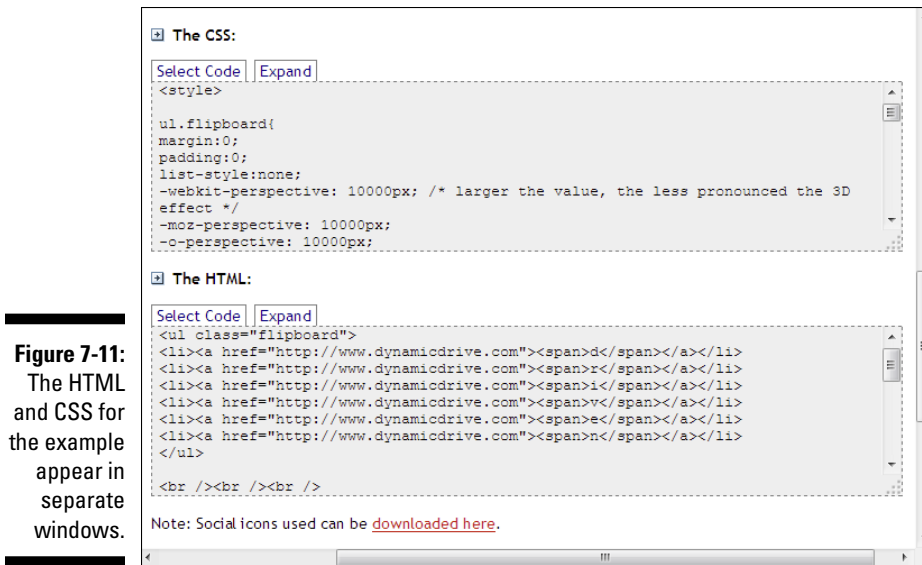 The CSS:
Select Code Expand
<style>
ul.flipboard{
margin:0;
padding:0;
list-style:none;
-webkit-perspective: 10000px; /* larger the value, the less pronounced the 3D
effect */
-moz-perspective: 10000px;
-o-perspective: 10000px;
The HTML:
Select Code Expand
<ul class="flipboard">
<li><a href="http://www.dynamicdrive.com"><span>d</span></a></li>
<li><a href="http://www.dynamicdrive.com"><span>r</span></a></li>
<li><a href="http://www.dynamicdrive.com"><span>i</span></a></li>
<li><a href="http://www.dynamicdrive.com"><span>v</span></a></li>
<li><a href="http://www.dynamicdrive.com"><span>e</span></a></li>
<li><a href="http://www.dynamicdrive.com"><span>n</span></a></li>
</ul>
<br /><br /><br />
Note: Social icons used can be downloaded here.
Figure 7-11:
The HTML
and CSS for
the example
appear in
separate
windows.